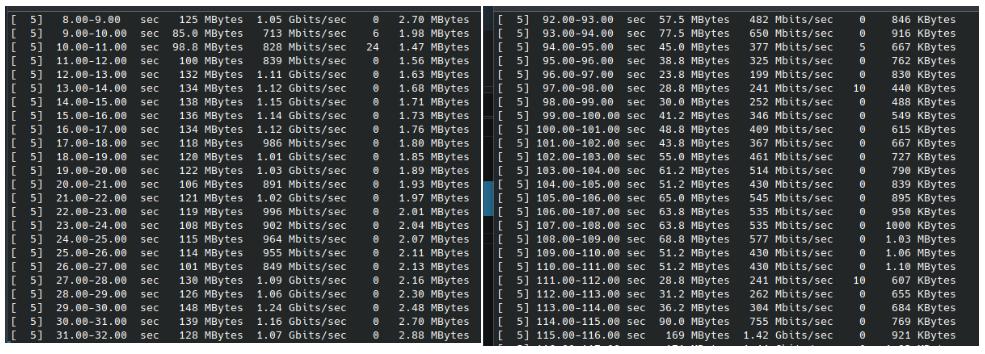 [  5]   8.00-9.00   sec   125 MBytes  1.05 Gbits/sec    0   2.70 MBytes
[  5]   9.00-10.00  sec  85.0 MBytes   713 Mbits/sec    6   1.98 MBytes
[  5]  10.00-11.00  sec  98.8 MBytes   828 Mbits/sec   24   1.47 MBytes
[  5]  11.00-12.00  sec   100 MBytes   839 Mbits/sec    0   1.56 MBytes
[  5]  12.00-13.00  sec   132 MBytes  1.11 Gbits/sec    0   1.63 MBytes
[  5]  13.00-14.00  sec   134 MBytes  1.12 Gbits/sec    0   1.68 MBytes
[  5]  14.00-15.00  sec   138 MBytes  1.15 Gbits/sec    0   1.71 MBytes
[  5]  15.00-16.00  sec   136 MBytes  1.14 Gbits/sec    0   1.73 MBytes
[  5]  16.00-17.00  sec   134 MBytes  1.12 Gbits/sec    0   1.76 MBytes
[  5]  17.00-18.00  sec   118 MBytes   986 Mbits/sec    0   1.80 MBytes
[  5]  18.00-19.00  sec   120 MBytes  1.01 Gbits/sec    0   1.85 MBytes
[  5]  19.00-20.00  sec   122 MBytes  1.03 Gbits/sec    0   1.89 MBytes
[  5]  20.00-21.00  sec   106 MBytes   891 Mbits/sec    0   1.93 MBytes
[  5]  21.00-22.00  sec   121 MBytes  1.02 Gbits/sec    0   1.97 MBytes
[  5]  22.00-23.00  sec   119 MBytes   996 Mbits/sec    0   2.01 MBytes
[  5]  23.00-24.00  sec   108 MBytes   902 Mbits/sec    0   2.04 MBytes
[  5]  24.00-25.00  sec   115 MBytes   964 Mbits/sec    0   2.07 MBytes
[  5]  25.00-26.00  sec   114 MBytes   955 Mbits/sec    0   2.11 MBytes
[  5]  26.00-27.00  sec   101 MBytes   849 Mbits/sec    0   2.13 MBytes
[  5]  27.00-28.00  sec   130 MBytes  1.09 Gbits/sec    0   2.16 MBytes
[  5]  28.00-29.00  sec   126 MBytes  1.06 Gbits/sec    0   2.30 MBytes
[  5]  29.00-30.00  sec   148 MBytes  1.24 Gbits/sec    0   2.48 MBytes
[  5]  30.00-31.00  sec   139 MBytes  1.16 Gbits/sec    0   2.70 MBytes
[  5]  31.00-32.00  sec   128 MBytes  1.07 Gbits/sec    0   2.88 MBytes
[  5]  92.00-93.00  sec  57.5 MBytes   482 Mbits/sec    0    846 KBytes
[  5]  93.00-94.00  sec  77.5 MBytes   650 Mbits/sec    0    916 KBytes
[  5]  94.00-95.00  sec  45.0 MBytes   377 Mbits/sec    5    667 KBytes
[  5]  95.00-96.00  sec  38.8 MBytes   325 Mbits/sec    0    762 KBytes
[  5]  96.00-97.00  sec  23.8 MBytes   199 Mbits/sec    0    830 KBytes
[  5]  97.00-98.00  sec  28.8 MBytes   241 Mbits/sec   10    440 KBytes
[  5]  98.00-99.00  sec  30.0 MBytes   252 Mbits/sec    0    488 KBytes
[  5]  99.00-100.00 sec  41.2 MBytes   346 Mbits/sec    0    549 KBytes
[  5] 100.00-101.00 sec  48.8 MBytes   409 Mbits/sec    0    615 KBytes
[  5] 101.00-102.00 sec  43.8 MBytes   367 Mbits/sec    0    667 KBytes
[  5] 102.00-103.00 sec  55.0 MBytes   461 Mbits/sec    0    727 KBytes
[  5] 103.00-104.00 sec  61.2 MBytes   514 Mbits/sec    0    790 KBytes
[  5] 104.00-105.00 sec  51.2 MBytes   430 Mbits/sec    0    839 KBytes
[  5] 105.00-106.00 sec  65.0 MBytes   545 Mbits/sec    0    895 KBytes
[  5] 106.00-107.00 sec  63.8 MBytes   535 Mbits/sec    0    950 KBytes
[  5] 107.00-108.00 sec  63.8 MBytes   535 Mbits/sec    0   1000 KBytes
[  5] 108.00-109.00 sec  68.8 MBytes   577 Mbits/sec    0   1.03 MBytes
[  5] 109.00-110.00 sec  51.2 MBytes   430 Mbits/sec    0   1.06 MBytes
[  5] 110.00-111.00 sec  51.2 MBytes   430 Mbits/sec    0   1.10 MBytes
[  5] 111.00-112.00 sec  28.8 MBytes   241 Mbits/sec   10    607 KBytes
[  5] 112.00-113.00 sec  31.2 MBytes   262 Mbits/sec    0    655 KBytes
[  5] 113.00-114.00 sec  36.2 MBytes   304 Mbits/sec    0    684 KBytes
[  5] 114.00-115.00 sec  90.0 MBytes   755 Mbits/sec    0    769 KBytes
[  5] 115.00-116.00 sec   169 MBytes  1.42 Gbits/sec    0    921 KBytes